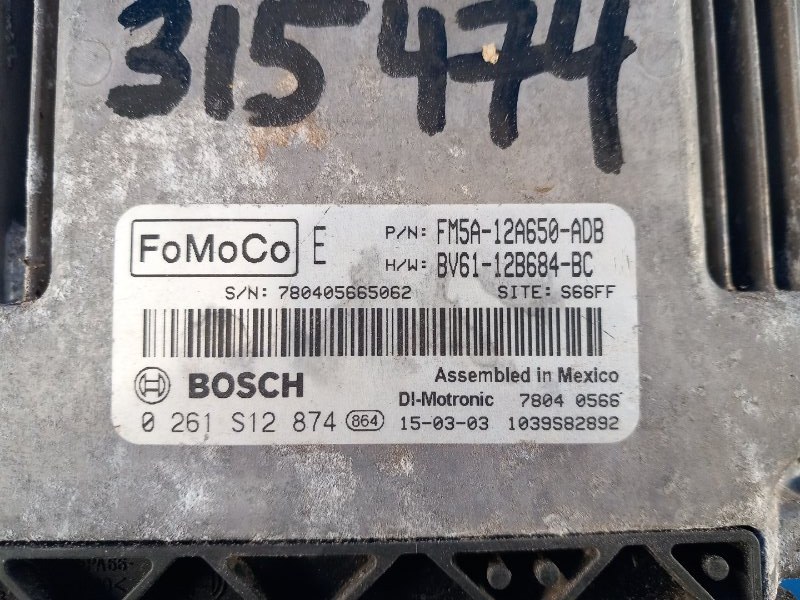 315474
FoMoCo E P/N: FM5A-12A650-ADB
H/W: BV61-12B684-BC
S/N: 780405665062 SITE: S66FF
BOSCH Assembled in Mexico
DI-Motronic 7804 0566
0 261 S12 874 864 15-03-03 1039S82892